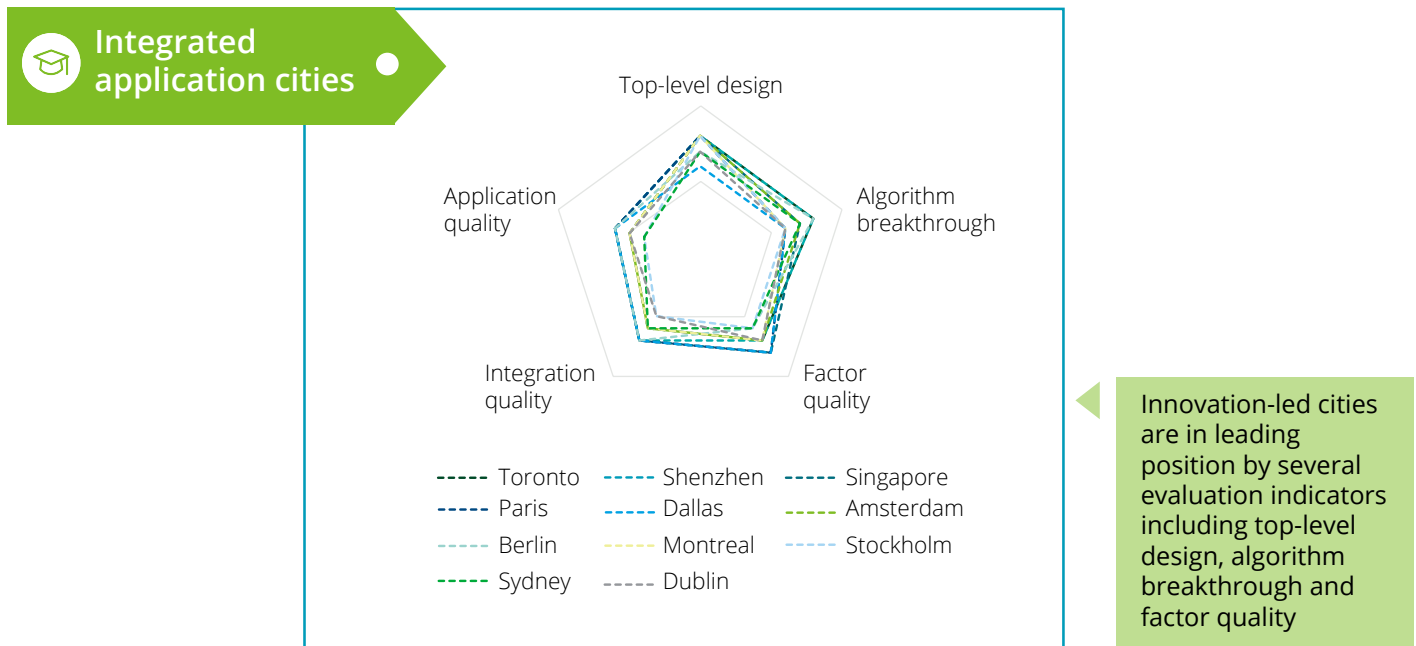 Integrated
application cities
Top-level design
Application
quality
Algorithm
breakthrough
Integration
quality
Factor
quality
Toronto
Shenzhen
Singapore
Paris
Dallas
Amsterdam
Berlin
Montreal
Stockholm
Sydney
Dublin
Innovation-led cities
are in leading
position by several
evaluation indicators
including top-level
design, algorithm
breakthrough and
factor quality